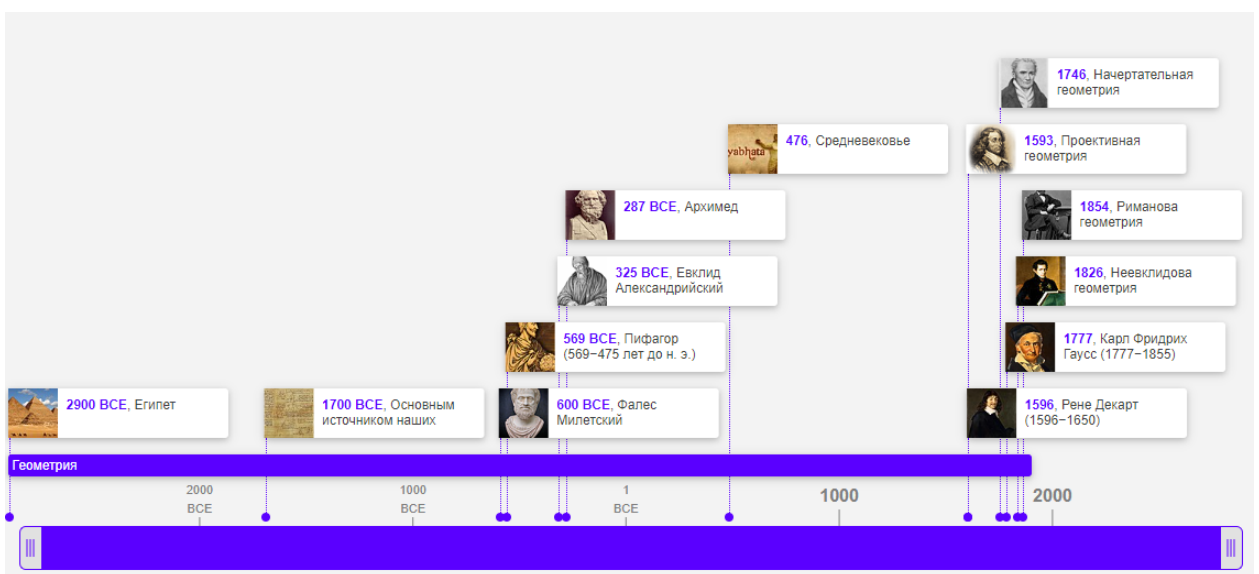 1746, Начертательная
геометрия
476, Средневековье
yabhata
1593, Проективная
геометрия
287 BCE, Архимед
1854, Риманова
геометрия
325 BCE, Евклид
Александрийский
1826, Неевклидова
геометрия
569 BCE, Пифагор
(569–475 лет до н. э.)
1777, Карл Фридрих
Гаусс (1777–1855)
2900 BCE, Египет
1700 BCE, Основным
источником наших
600 BCE, Фалес
Милетский
1596, Рене Декарт
(1596–1650)
Геометрия
2000
BCE
1000
BCE
1
BCE
1000
2000